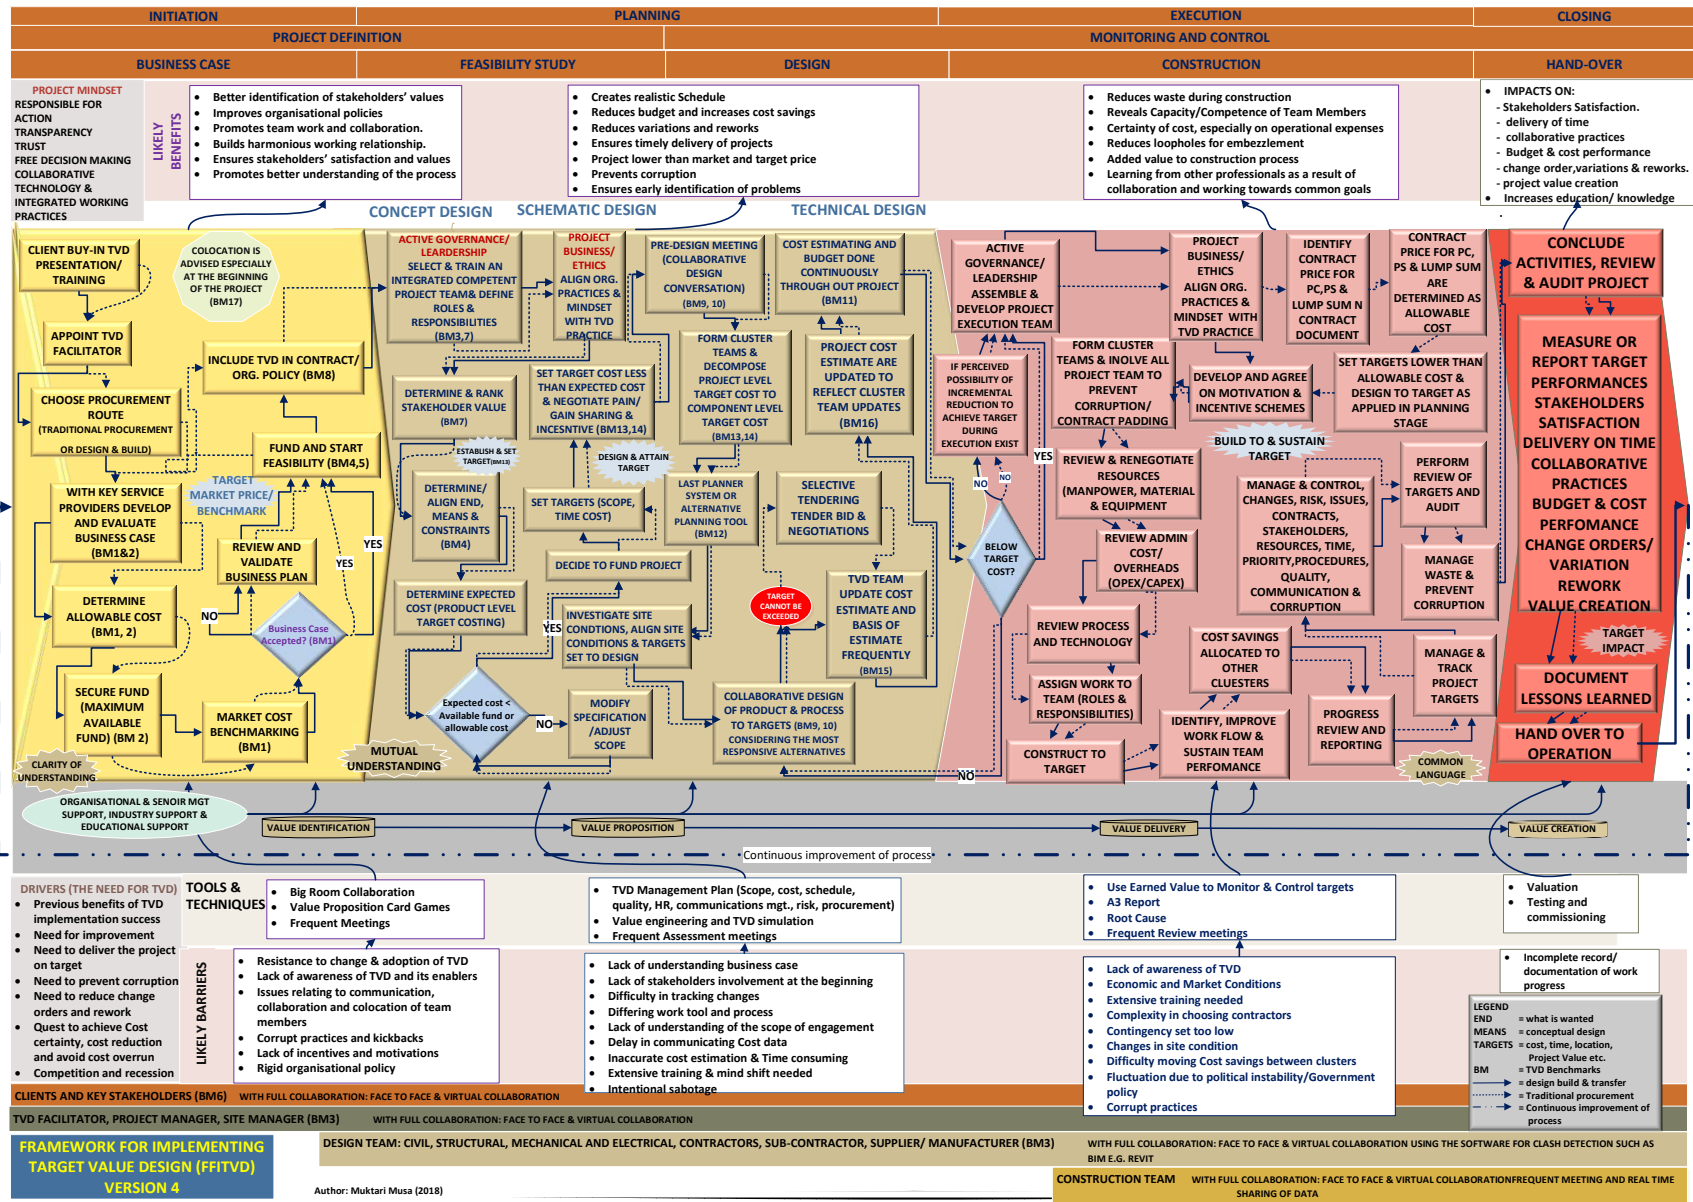 INITIATION
PLANNING
EXECUTION
CLOSING
PROJECT DEFINITION
MONITORING AND CONTROL
BUSINESS CASE
FEASIBILITY STUDY
DESIGN
CONSTRUCTION
HAND-OVER
PROJECT MINDSET
RESPONSIBLE FOR
ACTION
TRANSPARENCY
TRUST
FREE DECISION MAKING
COLLABORATIVE
TECHNOLOGY &
INTEGRATED WORKING
PRACTICES
LIKELY
BENEFITS
• Better identification of stakeholders' values
• Improves organisational policies
• Promotes team work and collaboration.
• Builds harmonious working relationship.
• Ensures stakeholders' satisfaction and values
• Promotes better understanding of the process
• Creates realistic Schedule
• Reduces budget and increases cost savings
• Reduces variations and reworks
• Ensures timely delivery of projects
• Project lower than market and target price
• Prevents corruption
• Ensures early identification of problems
• Reduces waste during construction
• Reveals Capacity/Competence of Team Members
• Certainty of cost, especially on operational expenses
• Reduces loopholes for embezzlement
• Added value to construction process
• Learning from other professionals as a result of
collaboration and working towards common goals
• IMPACTS ON:
- Stakeholders Satisfaction.
- delivery of time
- collaborative practices
- Budget & cost performance
- change order,variations & reworks.
- project value creation
• Increases education/ knowledge
CONCEPT DESIGN
SCHEMATIC DESIGN
TECHNICAL DESIGN
CLIENT BUY-IN TVD
PRESENTATION/
TRAINING
COLOCATION IS
ADVISED ESPECIALLY
AT THE BEGINNING
OF THE PROJECT
(BM17)
APPOINT TVD
FACILITATOR
INCLUDE TVD IN CONTRACT/
ORG. POLICY (BM8)
CHOOSE PROCUREMENT
ROUTE
(TRADITIONAL PROCUREMENT
OR DESIGN & BUILD)
FUND AND START
FEASIBILITY (BM4,5)
TARGET
MARKET PRICE/
BENCHMARK
WITH KEY SERVICE
PROVIDERS DEVELOP
AND EVALUATE
BUSINESS CASE
(BM1&2)
REVIEW AND
VALIDATE
BUSINESS PLAN
YES
YES
DETERMINE
ALLOWABLE COST
(BM1, 2)
NO
Business Case
Accepted? (BM1)
SECURE FUND
(MAXIMUM
AVAILABLE
FUND) (BM 2)
MARKET COST
BENCHMARKING
(BM1)
CLARITY OF
UNDERSTANDING
ACTIVE GOVERNANCE/
LEARDERSHIP
SELECT & TRAIN AN
INTEGRATED COMPETENT
PROJECT TEAM& DEFINE
ROLES &
RESPONSIBILITIES
(BM3,7)
PROJECT
BUSINESS/
ETHICS
ALIGN ORG.
PRACTICES &
MINDSET
WITH TVD
PRACTICE
DETERMINE & RANK
STAKEHOLDER VALUE
(BM7)
SET TARGET COST LESS
THAN EXPECTED COST
& NEGOTIATE PAIN/
GAIN SHARING &
INCESNTIVE (BM13,14)
ESTABLISH & SET
TARGET(BM13)
DESIGN & ATTAIN
TARGET
DETERMINE/
ALIGN END,
MEANS &
CONSTRAINTS
(BM4)
SET TARGETS (SCOPE,
TIME COST)
DECIDE TO FUND PROJECT
DETERMINE EXPECTED
COST (PRODUCT LEVEL
TARGET COSTING)
YES
INVESTIGATE SITE
CONDITIONS, ALIGN SITE
CONDITIONS & TARGETS
SET TO DESIGN
Expected cost <
Available fund or
allowable cost
NO
MODIFY
SPECIFICATION
/ADJUST
SCOPE
MUTUAL
UNDERSTANDING
PRE-DESIGN MEETING
(COLLABORATIVE
DESIGN
CONVERSATION)
(BM9, 10)
COST ESTIMATING AND
BUDGET DONE
CONTINUOUSLY
THROUGH OUT PROJECT
(BM11)
FORM CLUSTER
TEAMS &
DECOMPOSE
PROJECT LEVEL
TARGET COST TO
COMPONENT LEVEL
TARGET COST
(BM13,14)
PROJECT COST
ESTIMATE ARE
UPDATED TO
REFLECT CLUSTER
TEAM UPDATES
(BM16)
LAST PLANNER
SYSTEM OR
ALTERNATIVE
PLANNING TOOL
(BM12)
SELECTIVE
TENDERING
TENDER BID &
NEGOTIATIONS
TARGET
CANNOT BE
EXCEEDED
TVD TEAM
UPDATE COST
ESTIMATE AND
BASIS OF
ESTIMATE
FREQUENTLY
(BM15)
COLLABORATIVE DESIGN
OF PRODUCT & PROCESS
TO TARGETS (BM9, 10)
CONSIDERING THE MOST
RESPONSIVE ALTERNATIVES
ACTIVE
GOVERNANCE/
LEADERSHIP
ASSEMBLE &
DEVELOP PROJECT
EXECUTION TEAM
PROJECT
BUSINESS/
ETHICS
ALIGN ORG.
PRACTICES &
MINDSET WITH
TVD PRACTICE
IDENTIFY
CONTRACT
PRICE FOR
PC,PS &
LUMP SUM N
CONTRACT
DOCUMENT
CONTRACT
PRICE FOR PC,
PS & LUMP SUM
ARE
DETERMINED AS
ALLOWABLE
COST
IF PERCEIVED
POSSIBILITY OF
INCREMENTAL
REDUCTION TO
ACHIEVE TARGET
DURING
EXECUTION EXIST
FORM CLUSTER
TEAMS & INOLVE ALL
PROJECT TEAM TO
PREVENT
CORRUPTION/
CONTRACT PADDING
DEVELOP AND AGREE
ON MOTIVATION &
INCENTIVE SCHEMES
SET TARGETS LOWER THAN
ALLOWABLE COST &
DESIGN TO TARGET AS
APPLIED IN PLANNING
STAGE
BUILD TO & SUSTAIN
TARGET
YES
NO
NO
BELOW
TARGET
COST?
NO
REVIEW & RENEGOTIATE
RESOURCES
(MANPOWER, MATERIAL
& EQUIPMENT
REVIEW ADMIN
COST/
OVERHEADS
(OPEX/CAPEX)
REVIEW PROCESS
AND TECHNOLOGY
ASSIGN WORK TO
TEAM (ROLES &
RESPONSIBILITIES)
CONSTRUCT TO
TARGET
MANAGE & CONTROL,
CHANGES, RISK, ISSUES,
CONTRACTS,
STAKEHOLDERS,
RESOURCES, TIME,
PRIORITY,PROCEDURES,
QUALITY,
COMMUNICATION &
CORRUPTION
PERFORM
REVIEW OF
TARGETS AND
AUDIT
MANAGE
WASTE &
PREVENT
CORRUPTION
COST SAVINGS
ALLOCATED TO
OTHER
CLUESTERS
MANAGE &
TRACK
PROJECT
TARGETS
IDENTIFY, IMPROVE
WORK FLOW &
SUSTAIN TEAM
PERFOMANCE
PROGRESS
REVIEW AND
REPORTING
COMMON
LANGUAGE
CONCLUDE
ACTIVITIES, REVIEW
& AUDIT PROJECT
MEASURE OR
REPORT TARGET
PERFORMANCES
STAKEHOLDERS
SATISFACTION
DELIVERY ON TIME
COLLABORATIVE
PRACTICES
BUDGET & COST
PERFOMANCE
CHANGE ORDERS/
VARIATION
REWORK
VALUE CREATION
TARGET
IMPACT
DOCUMENT
LESSONS LEARNED
HAND OVER TO
OPERATION
ORGANISATIONAL & SENOIR MGT
SUPPORT, INDUSTRY SUPPORT &
EDUCATIONAL SUPPORT
VALUE IDENTIFICATION
VALUE PROPOSITION
VALUE DELIVERY
VALUE CREATION
Continuous improvement of process
DRIVERS (THE NEED FOR TVD)
• Previous benefits of TVD
implementation success
• Need for improvement
• Need to deliver the project
on target
• Need to prevent corruption
• Need to reduce change
orders and rework
• Quest to achieve Cost
certainty, cost reduction
and avoid cost overrun
• Competition and recession
TOOLS &
TECHNIQUES
• Big Room Collaboration
• Value Proposition Card Games
• Frequent Meetings
• TVD Management Plan (Scope, cost, schedule,
quality, HR, communications mgt., risk, procurement)
• Value engineering and TVD simulation
• Frequent Assessment meetings
• Use Earned Value to Monitor & Control targets
• A3 Report
• Root Cause
• Frequent Review meetings
• Valuation
• Testing and
commissioning
LIKELY BARRIERS
• Resistance to change & adoption of TVD
• Lack of awareness of TVD and its enablers
• Issues relating to communication,
collaboration and colocation of team
members
• Corrupt practices and kickbacks
• Lack of incentives and motivations
• Rigid organisational policy
• Lack of understanding business case
• Lack of stakeholders involvement at the beginning
• Difficulty in tracking changes
• Differing work tool and process
• Lack of understanding of the scope of engagement
• Delay in communicating Cost data
• Inaccurate cost estimation & Time consuming
• Extensive training & mind shift needed
• Intentional sabotage
• Lack of awareness of TVD
• Economic and Market Conditions
• Extensive training needed
• Complexity in choosing contractors
• Contingency set too low
• Changes in site condition
• Difficulty moving Cost savings between clusters
• Fluctuation due to political instability/Government
policy
• Corrupt practices
• Incomplete record/
documentation of work
progress
LEGEND
END = what is wanted
MEANS = conceptual design
TARGETS = cost, time, location,
Project Value etc.
BM = TVD Benchmarks
= design build & transfer
= Traditional procurement
= Continuous improvement of
process
CLIENTS AND KEY STAKEHOLDERS (BM6) WITH FULL COLLABORATION: FACE TO FACE & VIRTUAL COLLABORATION
TVD FACILITATOR, PROJECT MANAGER, SITE MANAGER (BM3) WITH FULL COLLABORATION: FACE TO FACE & VIRTUAL COLLABORATION
FRAMEWORK FOR IMPLEMENTING
TARGET VALUE DESIGN (FFITVD)
VERSION 4
DESIGN TEAM: CIVIL, STRUCTURAL, MECHANICAL AND ELECTRICAL, CONTRACTORS, SUB-CONTRACTOR, SUPPLIER/ MANUFACTURER (BM3)
WITH FULL COLLABORATION: FACE TO FACE & VIRTUAL COLLABORATION USING THE SOFTWARE FOR CLASH DETECTION SUCH AS
BIM E.G. REVIT
CONSTRUCTION TEAM WITH FULL COLLABORATION: FACE TO FACE & VIRTUAL COLLABORATIONFREQUENT MEETING AND REAL TIME
SHARING OF DATA
Author: Muktari Musa (2018)